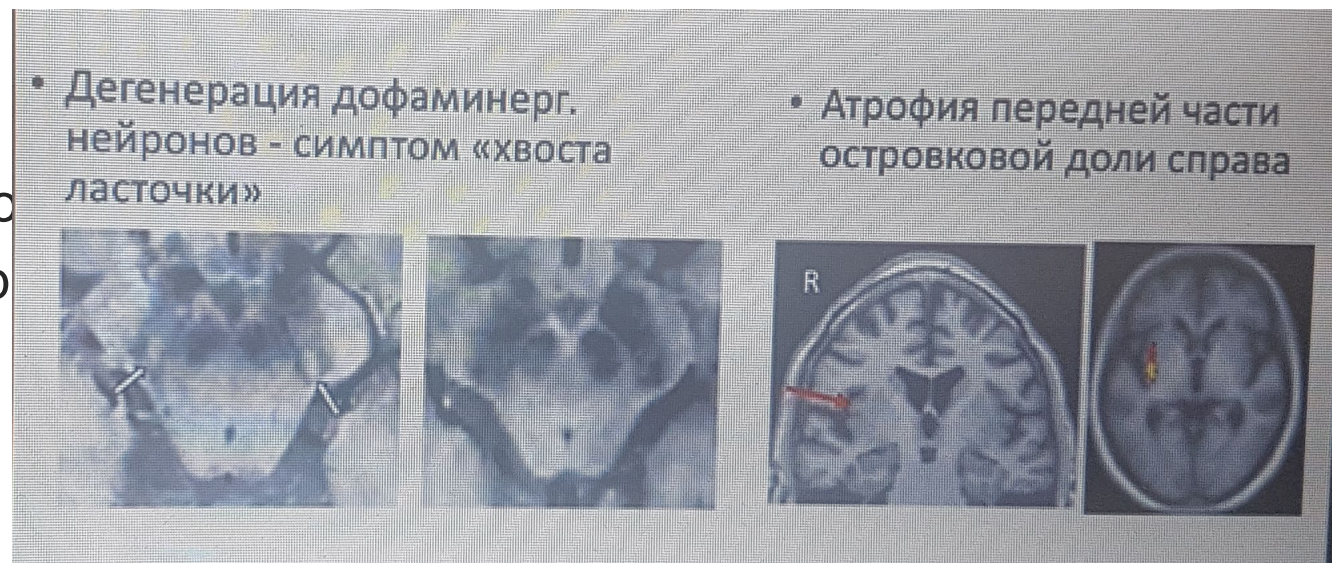 • Дегенерация дофаминерг.
нейронов - симптом «хвоста
ласточки»
• Атрофия передней части
островковой доли справа
R